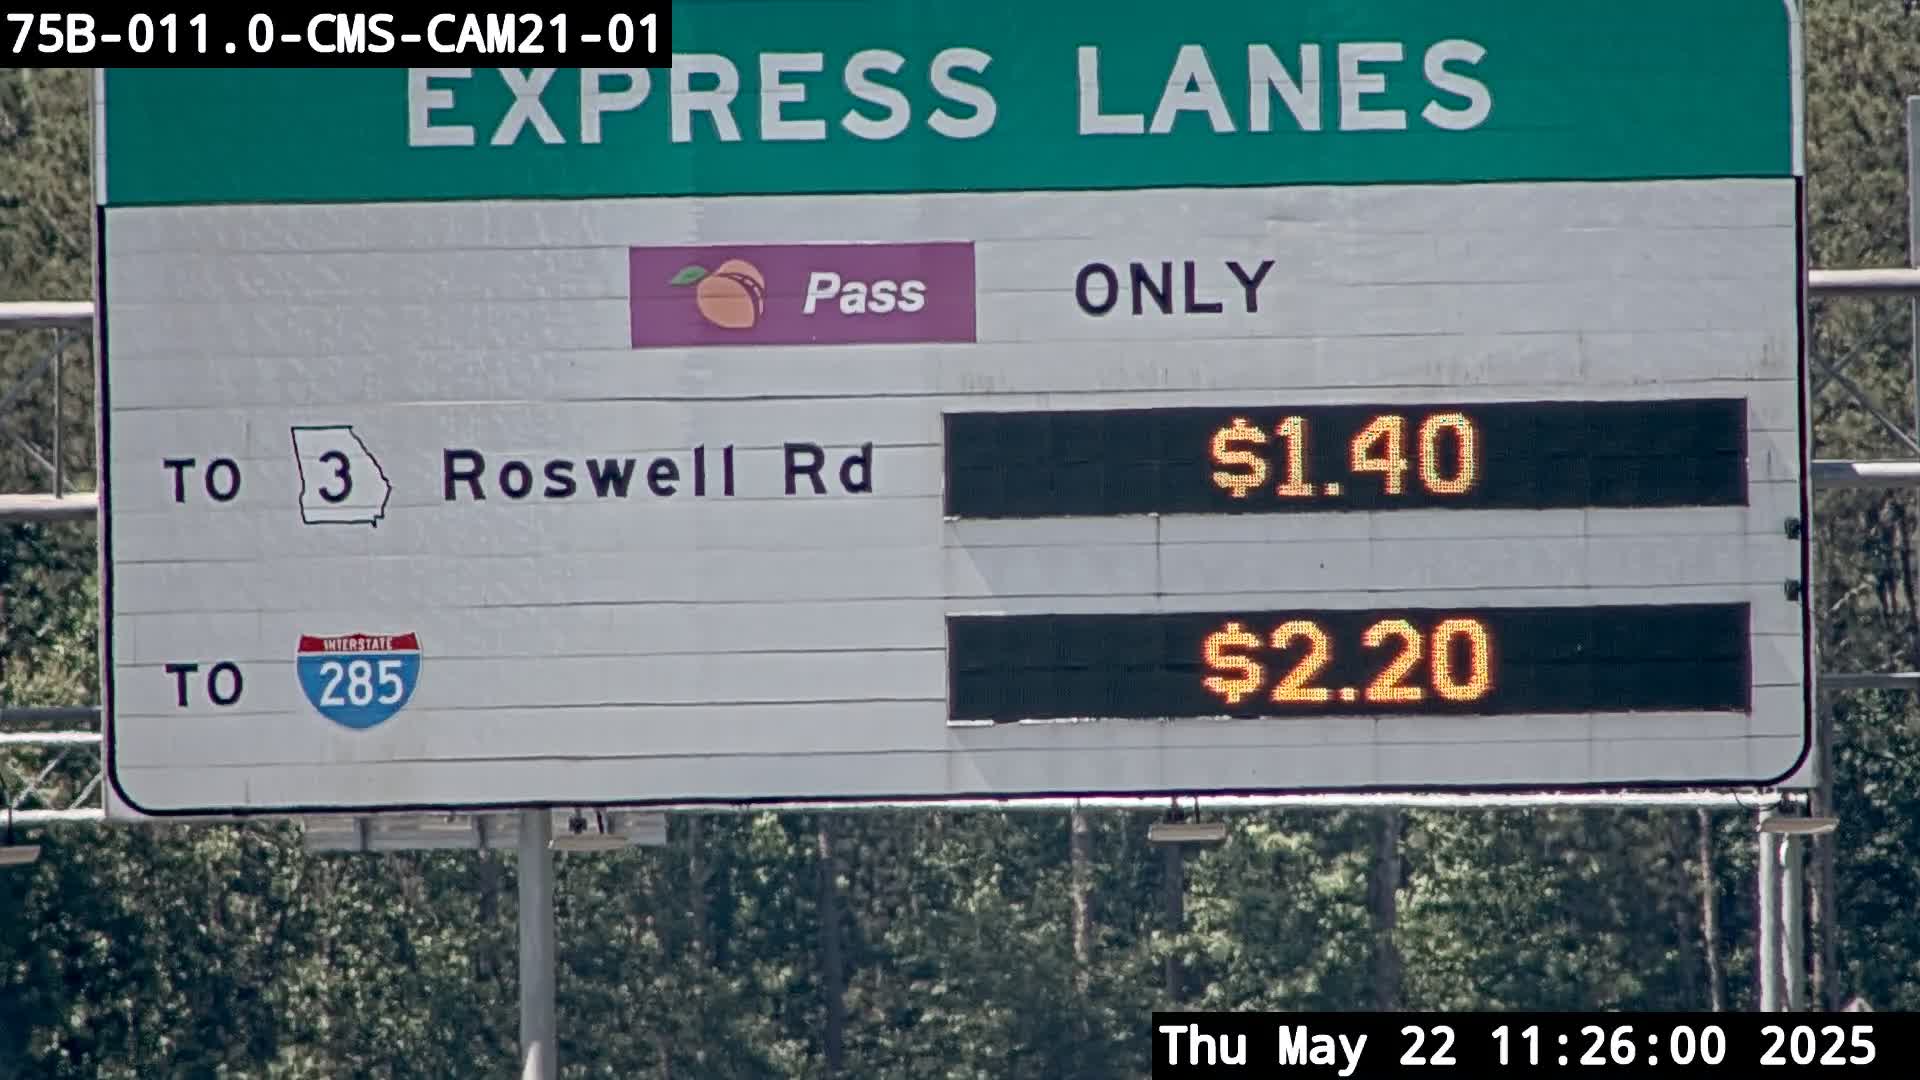 75B-011.0-CMS-CAM21-01
EXPRESS LANES
Pass ONLY
TO 3 Roswell Rd $1.40
TO INTERSTATE 285 $2.20
Thu May 22 11:26:00 2025